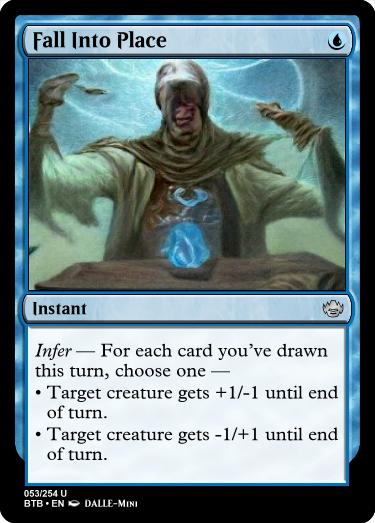 Fall Into Place
Instant
Infer — For each card you've drawn
this turn, choose one —
• Target creature gets +1/-1 until end
of turn.
• Target creature gets -1/+1 until end
of turn.
053/254 U
BTB • EN DALLE-Mini